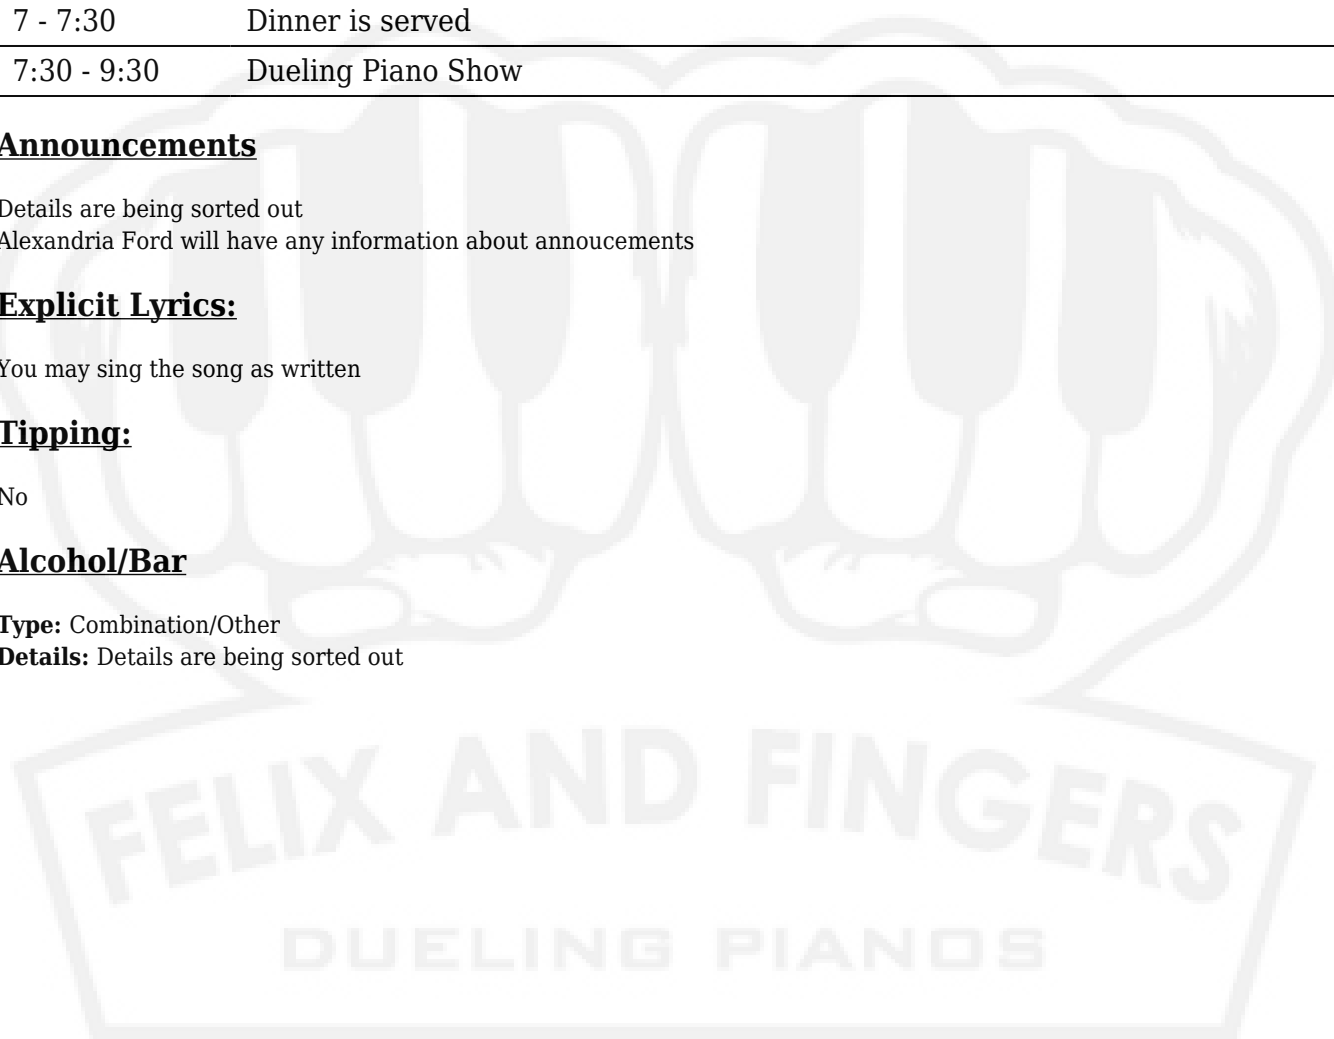 7 - 7:30 Dinner is served
7:30 - 9:30 Dueling Piano Show
Announcements
Details are being sorted out
Alexandria Ford will have any information about annoucements
Explicit Lyrics:
You may sing the song as written
Tipping:
No
Alcohol/Bar
Type: Combination/Other
Details: Details are being sorted out
FELIX AND FINGERS
DUELING PIANOS